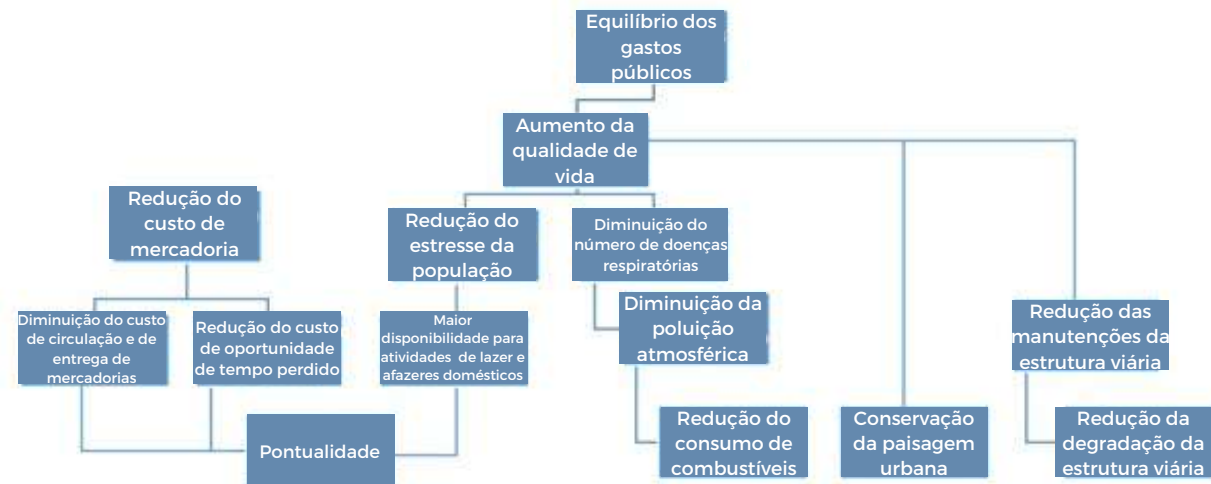 Equilíbrio dos
gastos
públicos
Aumento da
qualidade de
vida
Redução do
custo de
mercadoria
Redução do
estresse da
população
Diminuição do
número de doenças
respiratórias
Diminuição do custo
de circulação e de
entrega de
mercadorias
Redução do custo
de oportunidade
de tempo perdido
Maior
disponibilidade para
atividades de lazer e
afazeres domésticos
Diminuição da
poluição
atmosférica
Redução das
manutenções da
estrutura viária
Pontualidade
Redução do
consumo de
combustíveis
Conservação
da paisagem
urbana
Redução da
degradação da
estrutura viária